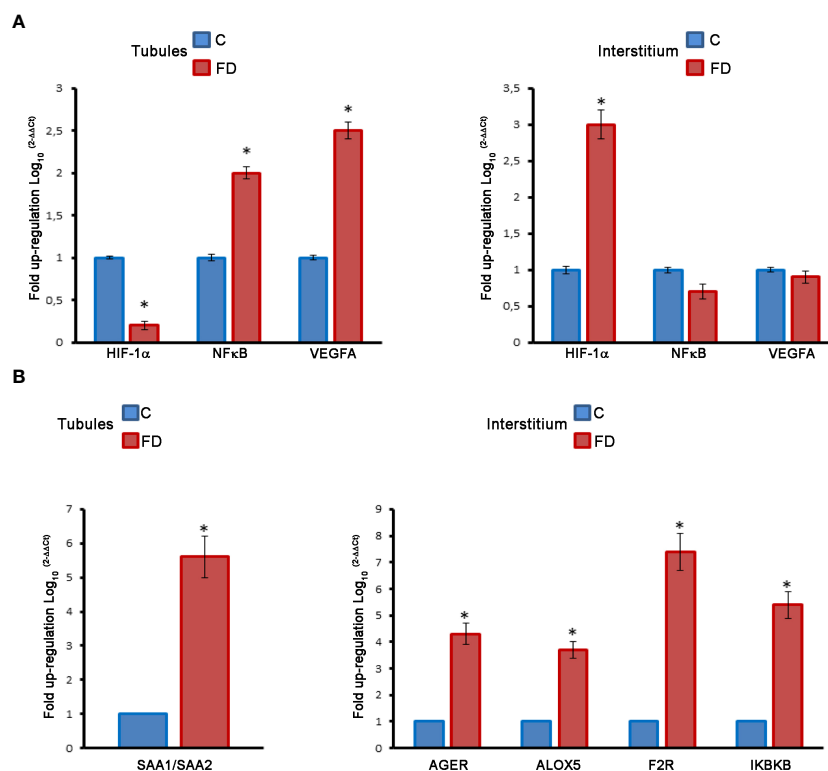 A
Tubules
C
FD
Fold up-regulation Log10 (2-ΔΔCt)
3
2,5
2
1,5
1
0,5
0
*
*
*
HIF-1α NFκB VEGFA
Interstitium
C
FD
Fold up-regulation Log10 (2-ΔΔCt)
3,5
3
2,5
2
1,5
1
0,5
0
*
HIF-1α NFκB VEGFA
B
Tubules
C
FD
Fold up-regulation Log10 (2-ΔΔCt)
7
6
5
4
3
2
1
0
*
SAA1/SAA2
Interstitium
C
FD
Fold up-regulation Log10 (2-ΔΔCt)
9
8
7
6
5
4
3
2
1
0
*
*
*
*
AGER ALOX5 F2R IKBKB